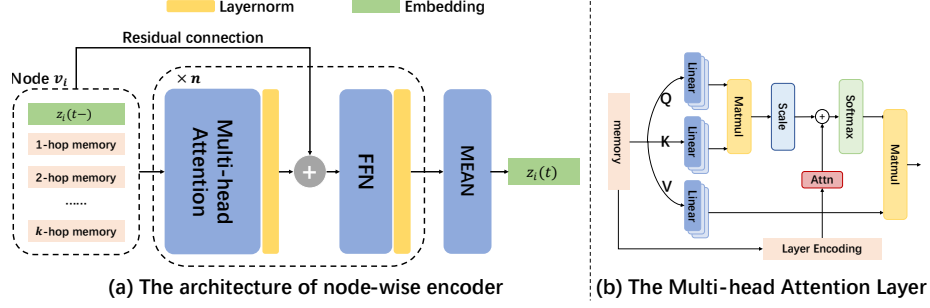 Layernorm
Embedding
Residual connection
Node v_i
z_i(t−)
1-hop memory
2-hop memory
......
k-hop memory
× n
Multi-head
Attention
+
FFN
MEAN
z_i(t)
(a) The architecture of node-wise encoder
memory
Q
K
V
Linear
Linear
Linear
Matmul
Scale
+
Softmax
Attn
Matmul
Layer Encoding
(b) The Multi-head Attention Layer